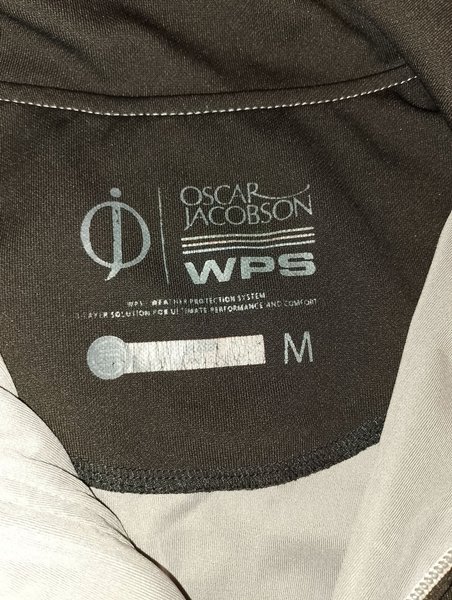 OSCAR
JACOBSON
WPS
WPS - WEATHER PROTECTION SYSTEM
3-LAYER SOLUTION FOR ULTIMATE PERFORMANCE AND COMFORT
M